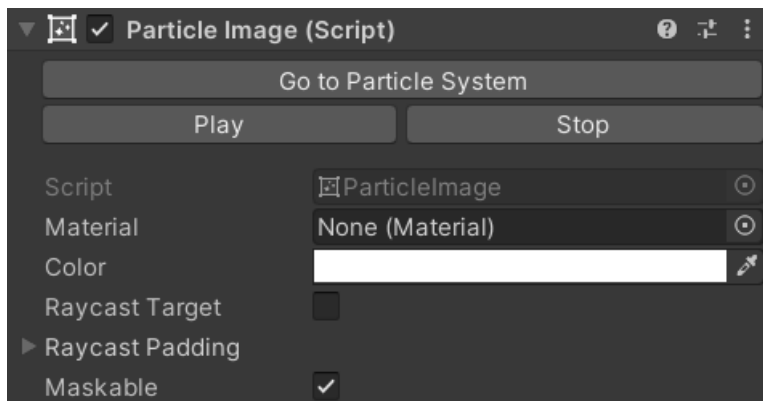 Particle Image (Script)
Go to Particle System
Play Stop
Script ParticleImage
Material None (Material)
Color
Raycast Target
Raycast Padding
Maskable